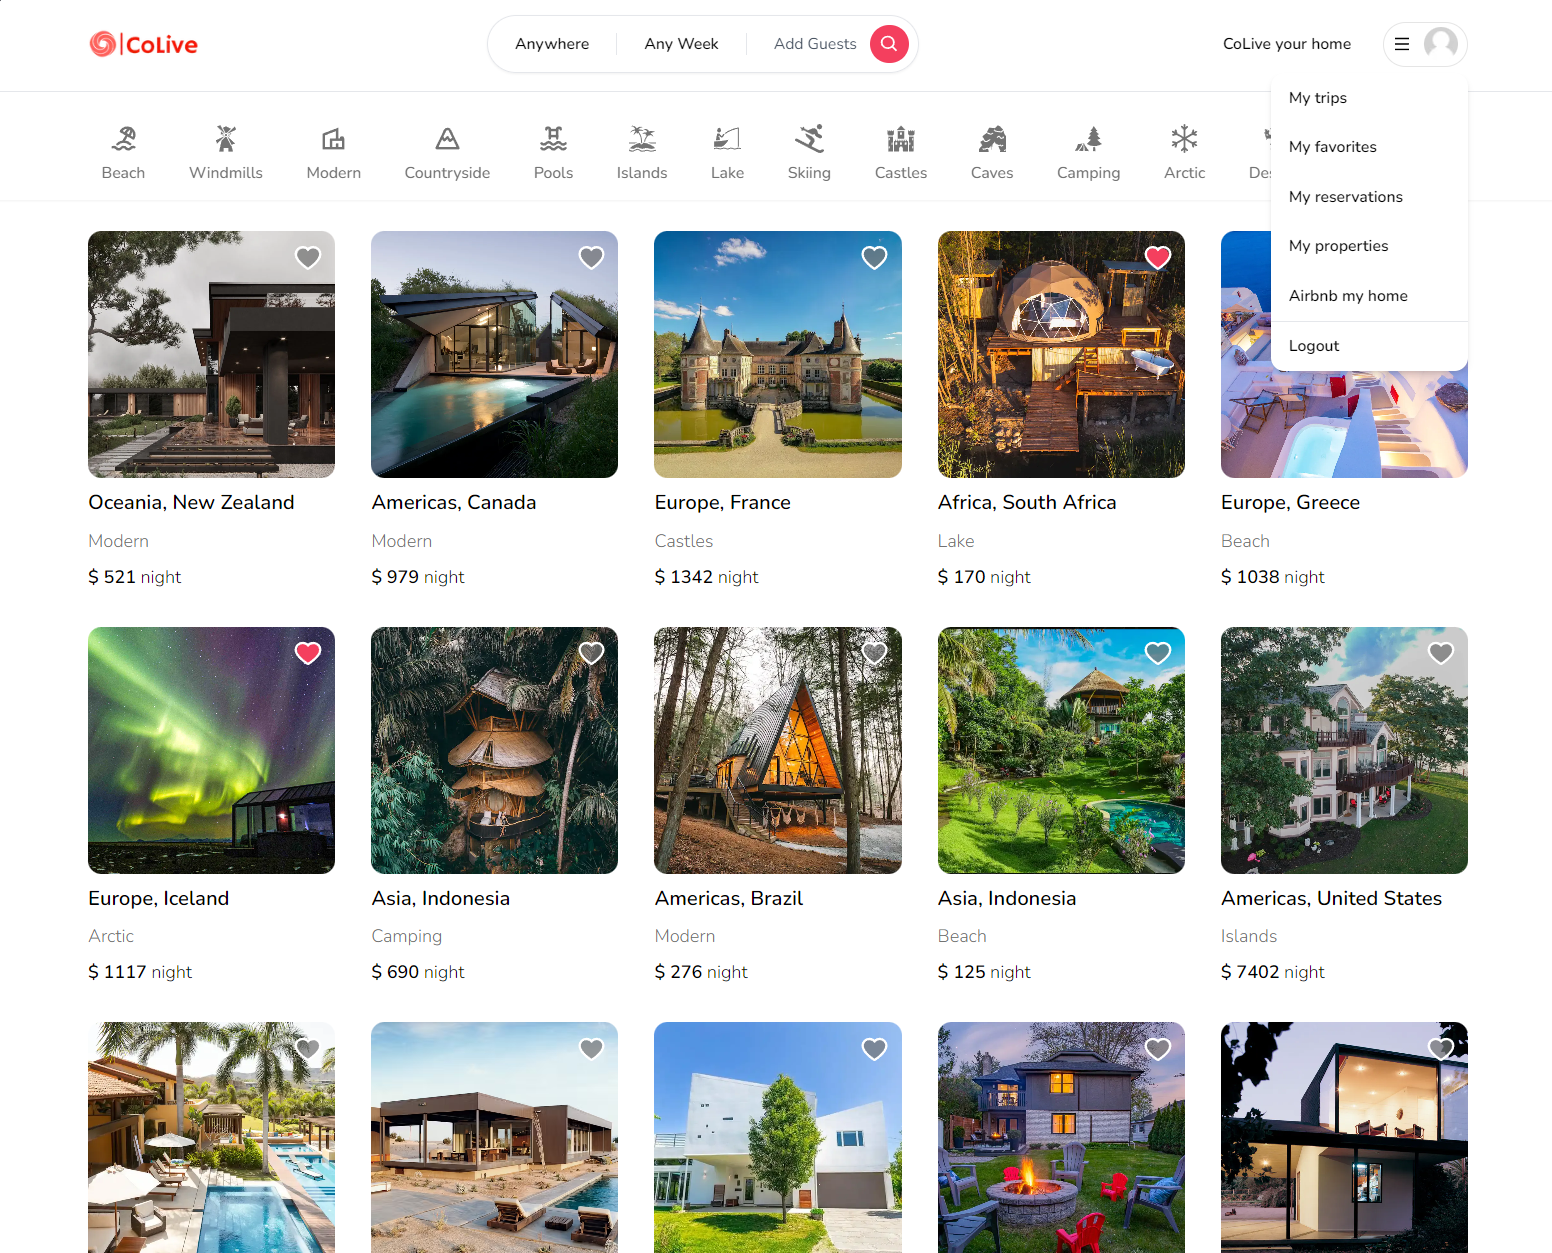 CoLive
Anywhere
Any Week
Add Guests
CoLive your home
My trips
My favorites
My reservations
My properties
Airbnb my home
Logout
Beach
Windmills
Modern
Countryside
Pools
Islands
Lake
Skiing
Castles
Caves
Camping
Arctic
Oceania, New Zealand
Modern
$ 521 night
Americas, Canada
Modern
$ 979 night
Europe, France
Castles
$ 1342 night
Africa, South Africa
Lake
$ 170 night
Europe, Greece
Beach
$ 1038 night
Europe, Iceland
Arctic
$ 1117 night
Asia, Indonesia
Camping
$ 690 night
Americas, Brazil
Modern
$ 276 night
Asia, Indonesia
Beach
$ 125 night
Americas, United States
Islands
$ 7402 night